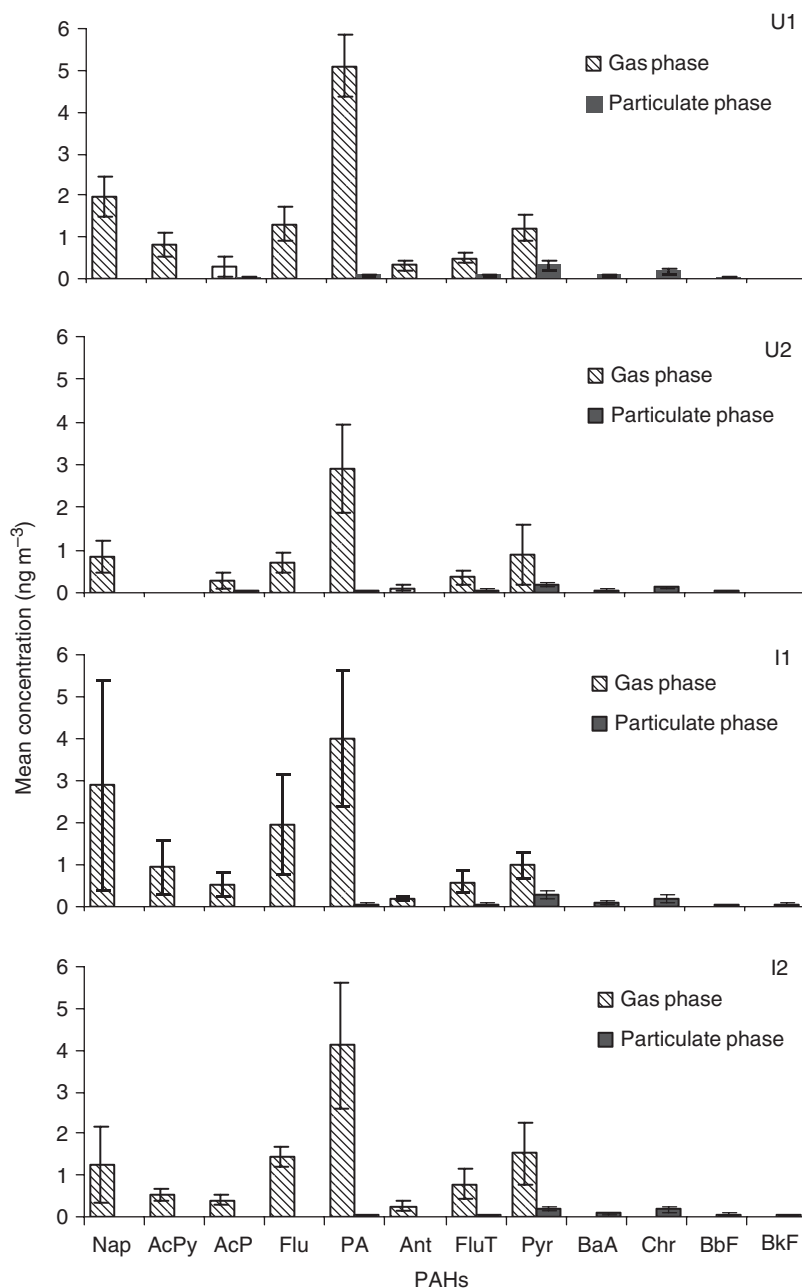 U1
6
5
4
3
2
1
0
Gas phase
Particulate phase
U2
6
5
4
3
2
1
0
Gas phase
Particulate phase
Mean concentration (ng m⁻³)
I1
6
5
4
3
2
1
0
Gas phase
Particulate phase
I2
6
5
4
3
2
1
0
Gas phase
Particulate phase
Nap AcPy AcP Flu PA Ant FluT Pyr BaA Chr BbF BkF
PAHs